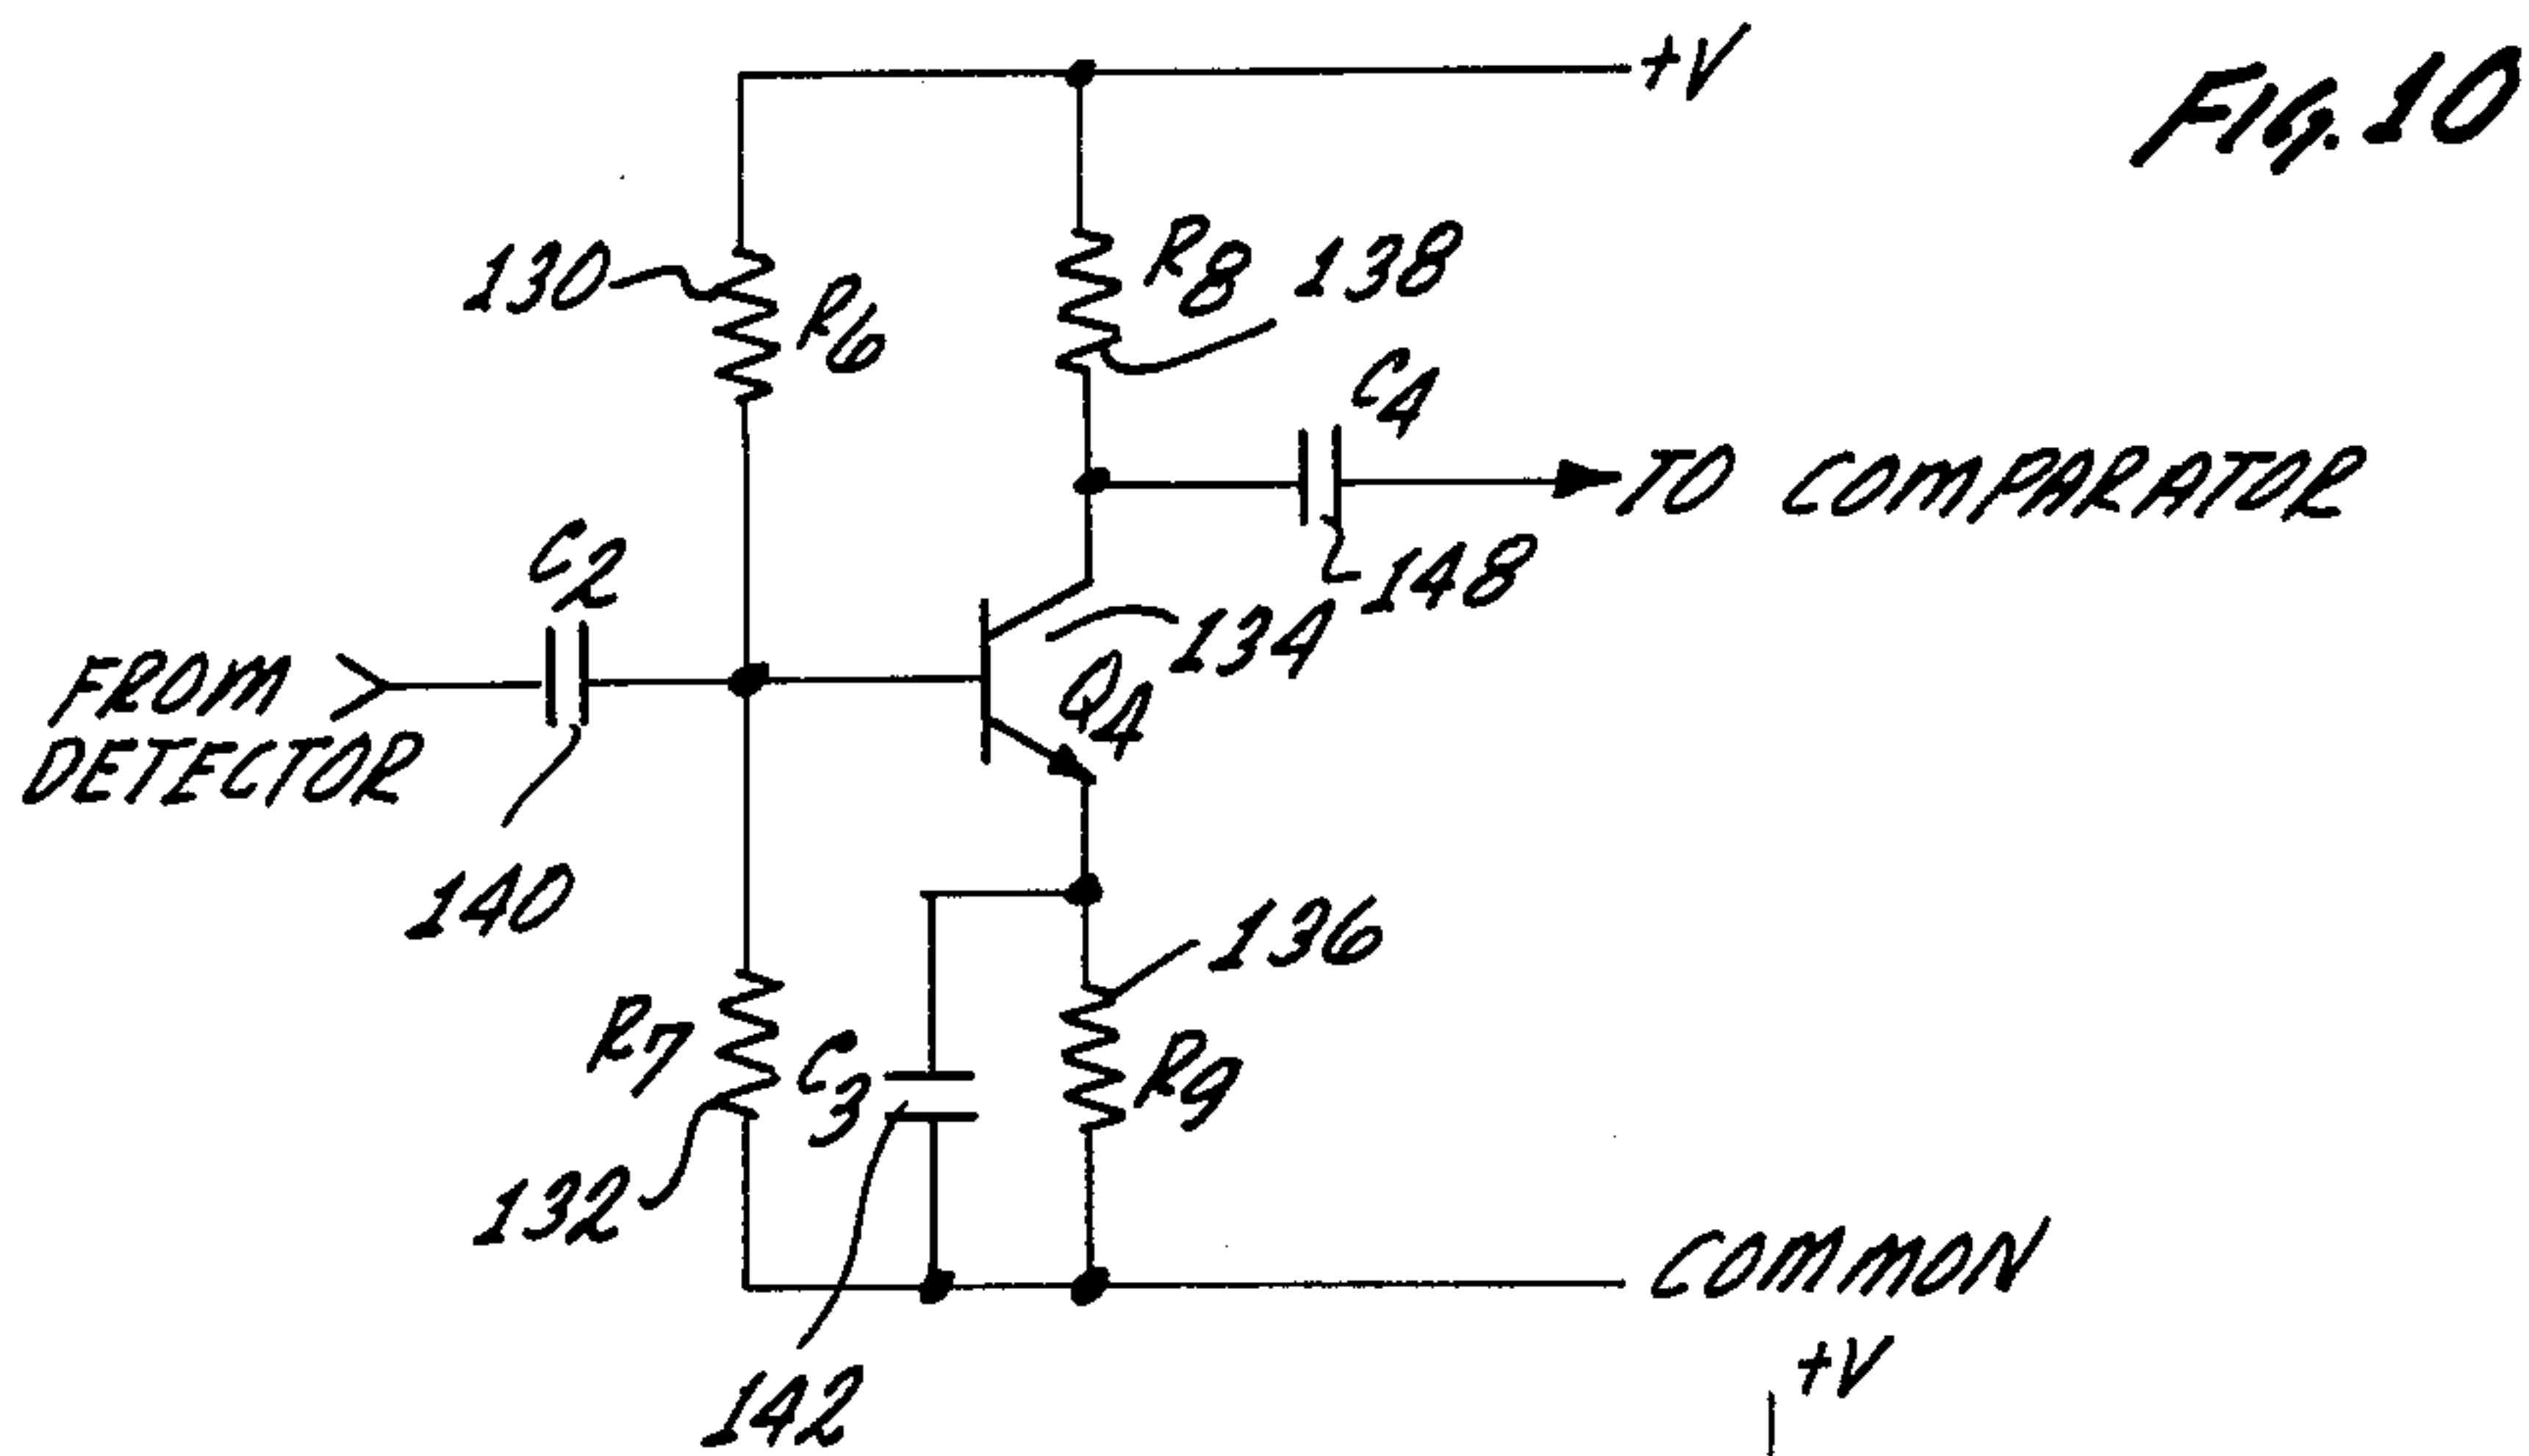 +V
FIG. 10
130
R6
R8
138
C4
TO COMPARATOR
148
C2
134
Q4
FROM
DETECTOR
140
136
R7
C3
R9
132
COMMON
142
+V